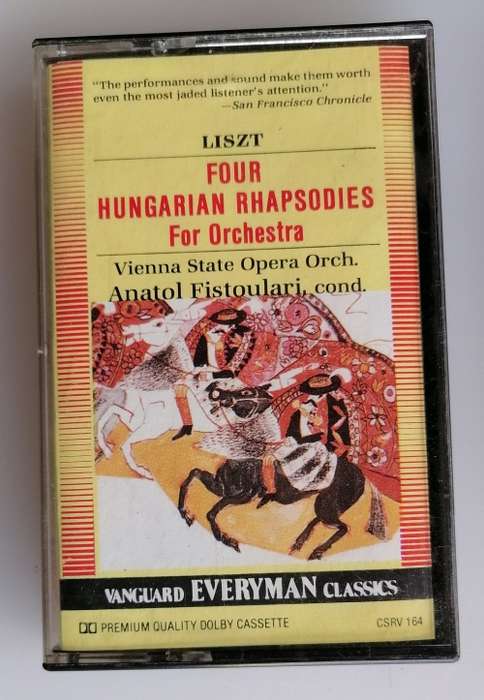 "The performances and sound make them worth
even the most jaded listener's attention."
—San Francisco Chronicle
LISZT
FOUR
HUNGARIAN RHAPSODIES
For Orchestra
Vienna State Opera Orch.
Anatol Fistoulari, cond.
VANGUARD EVERYMAN CLASSICS
PREMIUM QUALITY DOLBY CASSETTE
CSRV 164